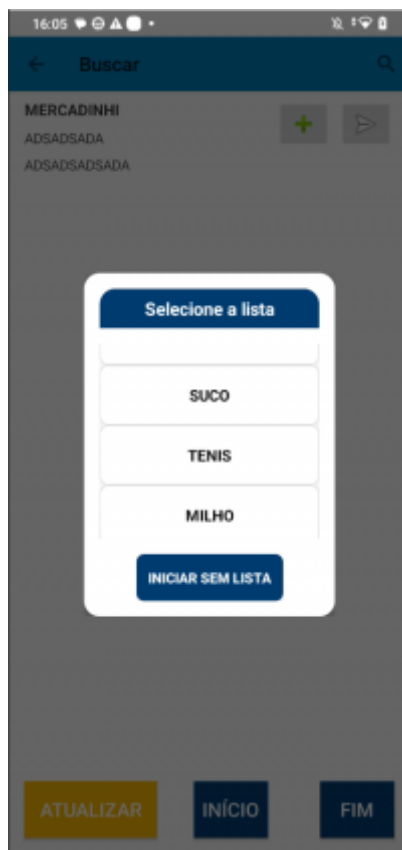 16:05
Buscar
MERCADINHI
ADSADSADA
ADSADSADSADA
Selecione a lista
SUCO
TENIS
MILHO
INICIAR SEM LISTA
ATUALIZAR
INÍCIO
FIM